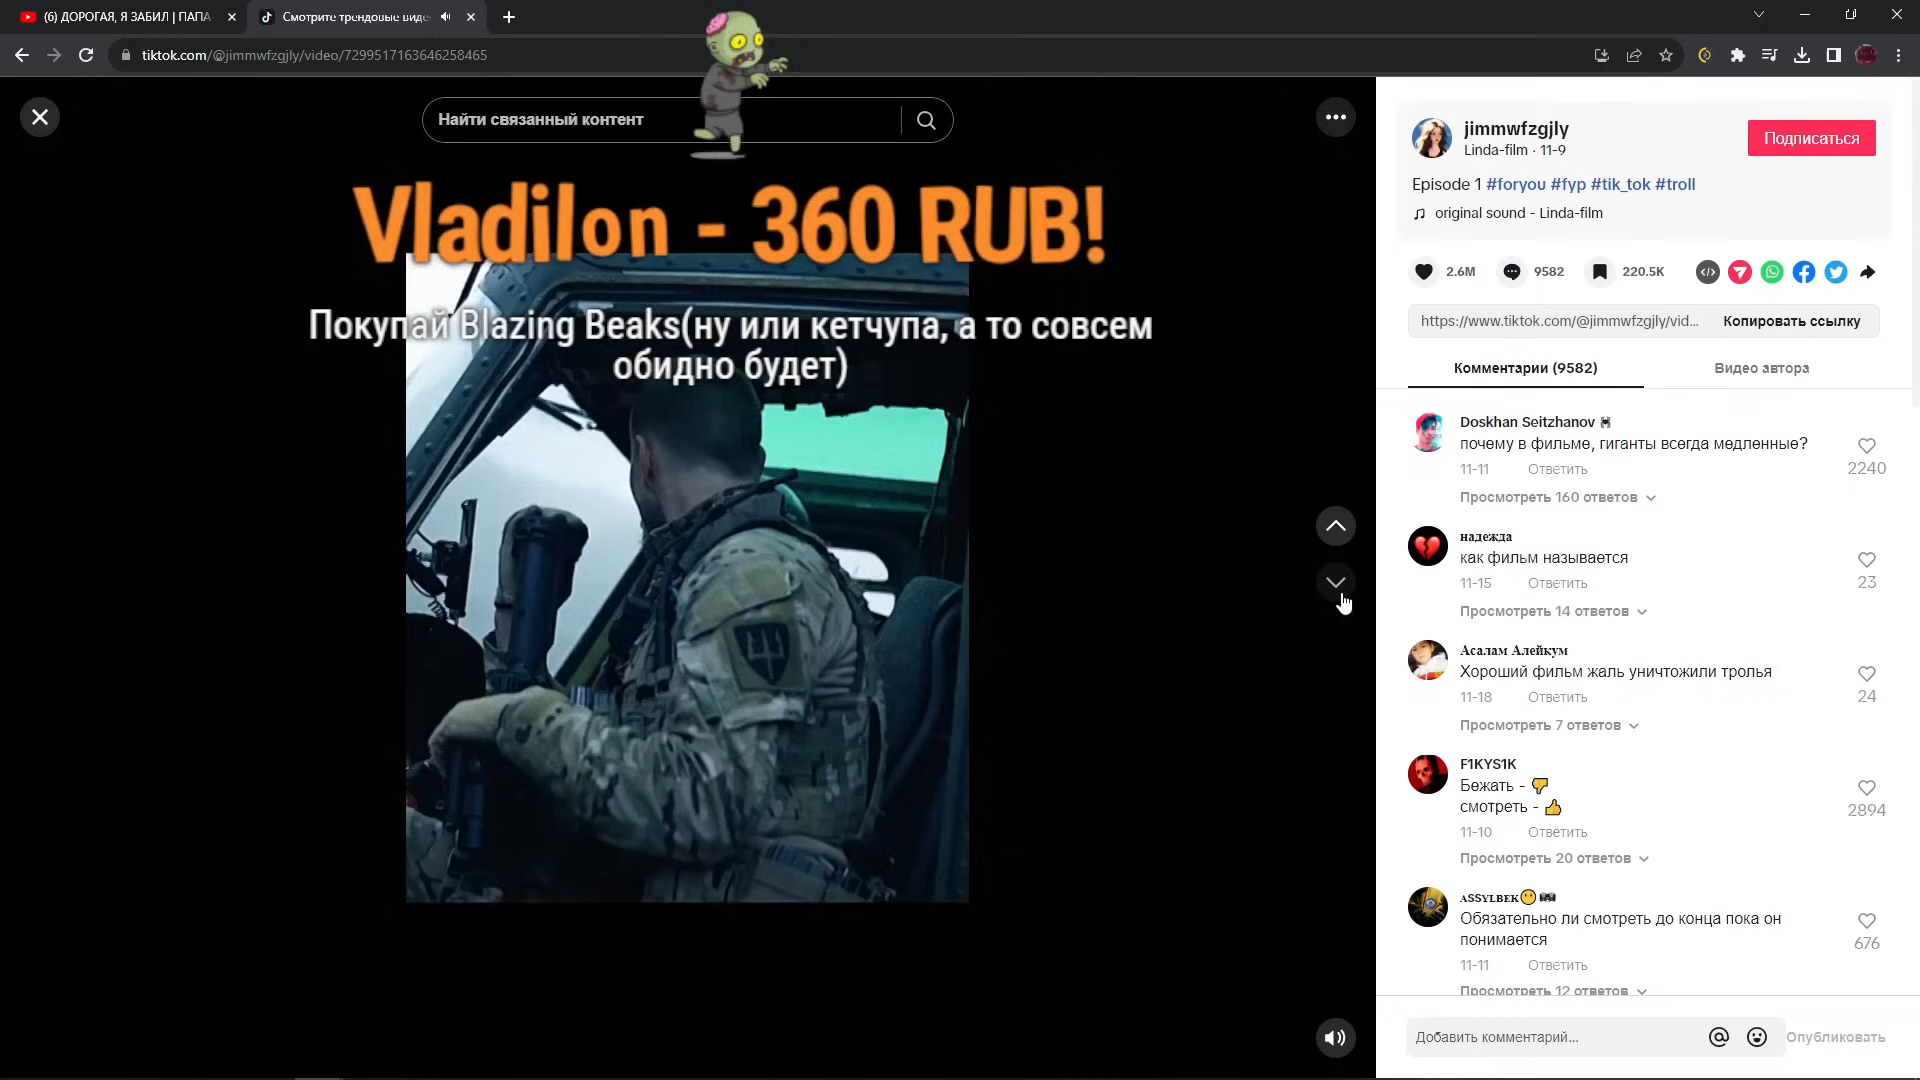 (6) ДОРОГАЯ, Я ЗАБИЛ | ПАПА-
Смотрите трендовые виде
tiktok.com/@jimmwfzgjly/video/7299517163646258465
Найти связанный контент
Vladilon - 360 RUB!
Покупай Blazing Beaks(ну или кетчупа, а то совсем
обидно будет)
jimmwfzgjly
Linda-film · 11-9
Подписаться
Episode 1 #foryou #fyp #tik_tok #troll
original sound - Linda-film
2.6M
9582
220.5K
https://www.tiktok.com/@jimmwfzgjly/vid...
Копировать ссылку
Комментарии (9582)
Видео автора
Doskhan Seitzhanov
почему в фильме, гиганты всегда медленные?
2240
11-11
Ответить
Просмотреть 160 ответов
надежда
как фильм называется
23
11-15
Ответить
Просмотреть 14 ответов
Асалам Алейкум
Хороший фильм жаль уничтожили тролья
24
11-18
Ответить
Просмотреть 7 ответов
F1KYS1K
Бежать - 👎
смотреть - 👍
2894
11-10
Ответить
Просмотреть 20 ответов
ᴀssʏʟʙᴇᴋ
Обязательно ли смотреть до конца пока он
понимается
676
11-11
Ответить
Просмотреть 12 ответов
Добавить комментарий...
Опубликовать